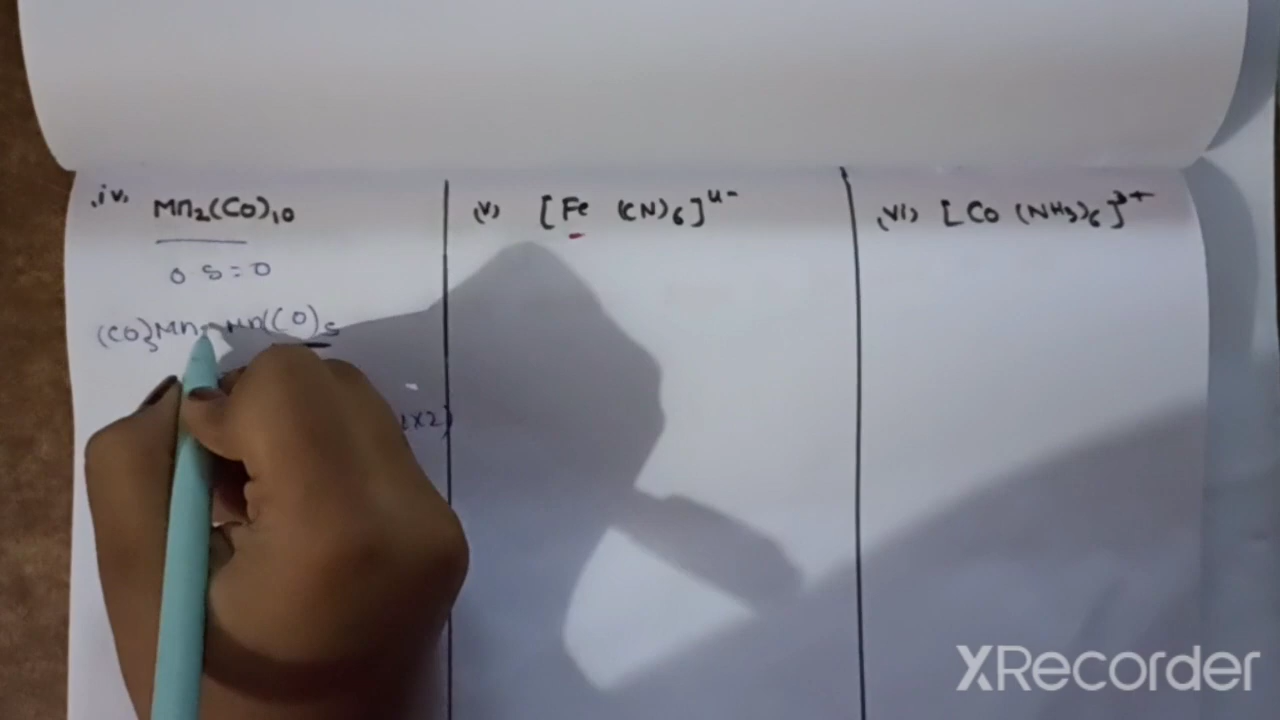 iv, Mn₂(CO)₁₀
O S = O
(CO)₅Mn Mn(CO)₅
x2)
(v) [Fe (CN)₆]⁴⁻
(vi) [Co (NH₃)₆]³⁺
XRecorder